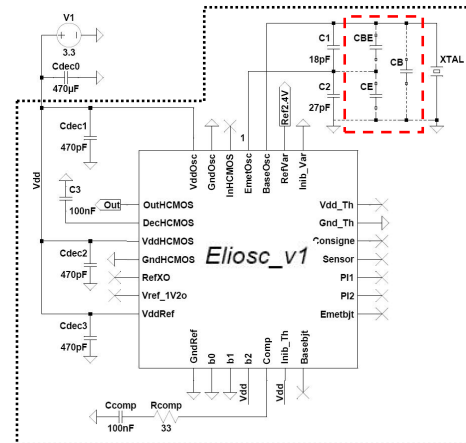 V1
3.3
Cdec0
470µF
C1
18pF
CBE
CB
XTAL
C2
27pF
CE
Cdec1
470pF
Vdd
C3
100nF
Out
Ref2.4V
1
VddOsc
GndOsc
InHCMOS
EmetOsc
BaseOsc
RefVar
Inib_Var
OutHCMOS
DecHCMOS
VddHCMOS
GndHCMOS
RefXO
Vref_1V2o
VddRef
Eliosc_v1
Vdd_Th
Gnd_Th
Consigne
Sensor
PI1
PI2
Emetbjt
Cdec2
470pF
Cdec3
470pF
GndRef
b0
b1
b2
Comp
Inib_Th
Basebjt
Vdd
Vdd
Ccomp
100nF
Rcomp
33